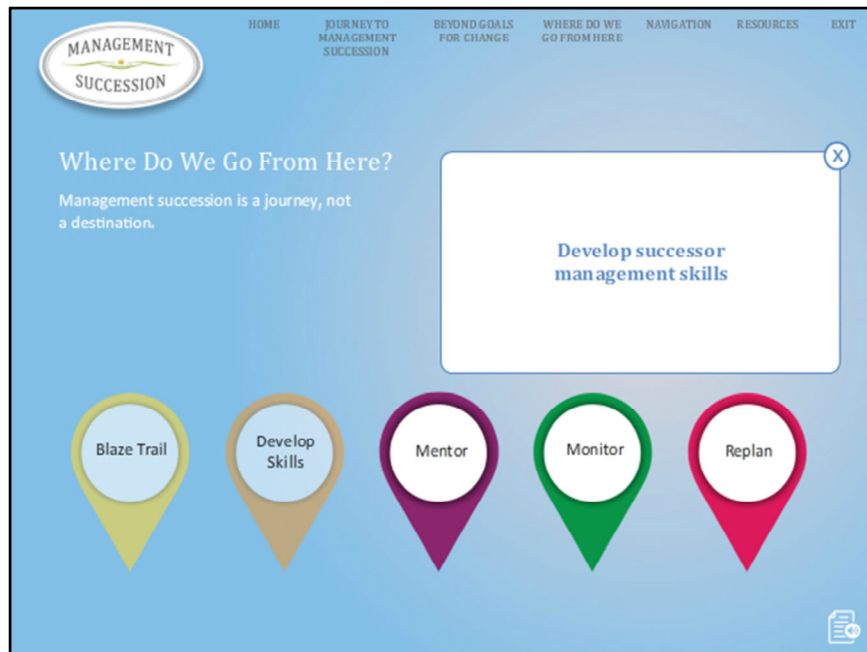 MANAGEMENT
SUCCESSION
HOME
JOURNEY TO
MANAGEMENT
SUCCESSION
BEYOND GOALS
FOR CHANGE
WHERE DO WE
GO FROM HERE
NAVIGATION
RESOURCES
EXIT
Where Do We Go From Here?
Management succession is a journey, not
a destination.
X
Develop successor
management skills
Blaze Trail
Develop
Skills
Mentor
Monitor
Replan